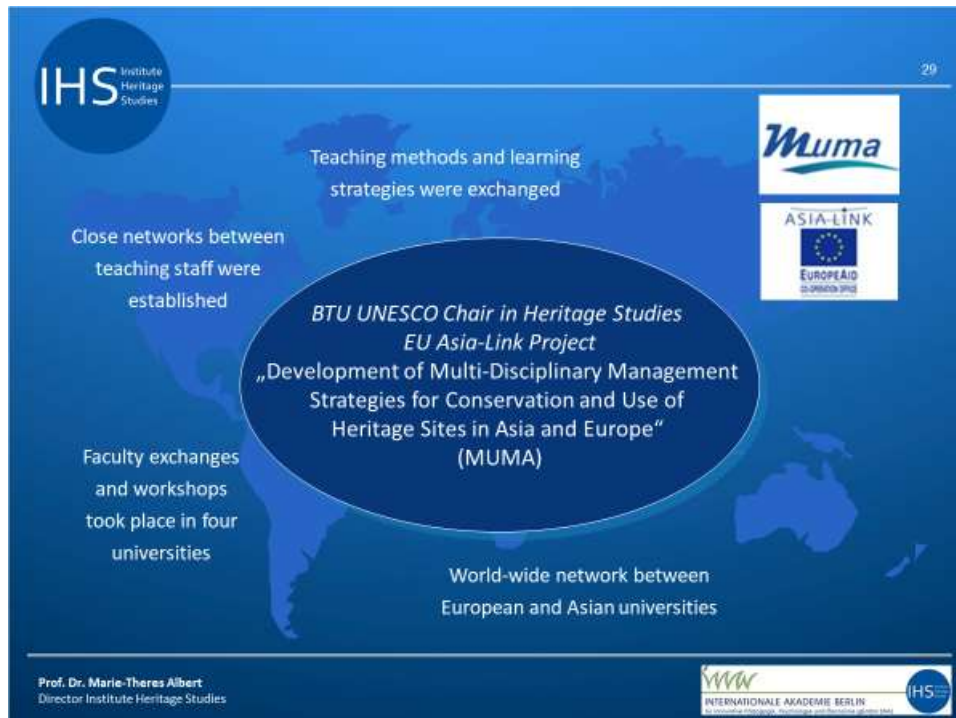 IHS Institute
Heritage
Studies
29
Muma
Teaching methods and learning
strategies were exchanged
ASIA-LINK
EUROPEAID
CO-OPERATION OFFICE
Close networks between
teaching staff were
established
BTU UNESCO Chair in Heritage Studies
EU Asia-Link Project
„Development of Multi-Disciplinary Management
Strategies for Conservation and Use of
Heritage Sites in Asia and Europe“
(MUMA)
Faculty exchanges
and workshops
took place in four
universities
World-wide network between
European and Asian universities
Prof. Dr. Marie-Theres Albert
Director Institute Heritage Studies
INTERNATIONALE AKADEMIE BERLIN
IHS